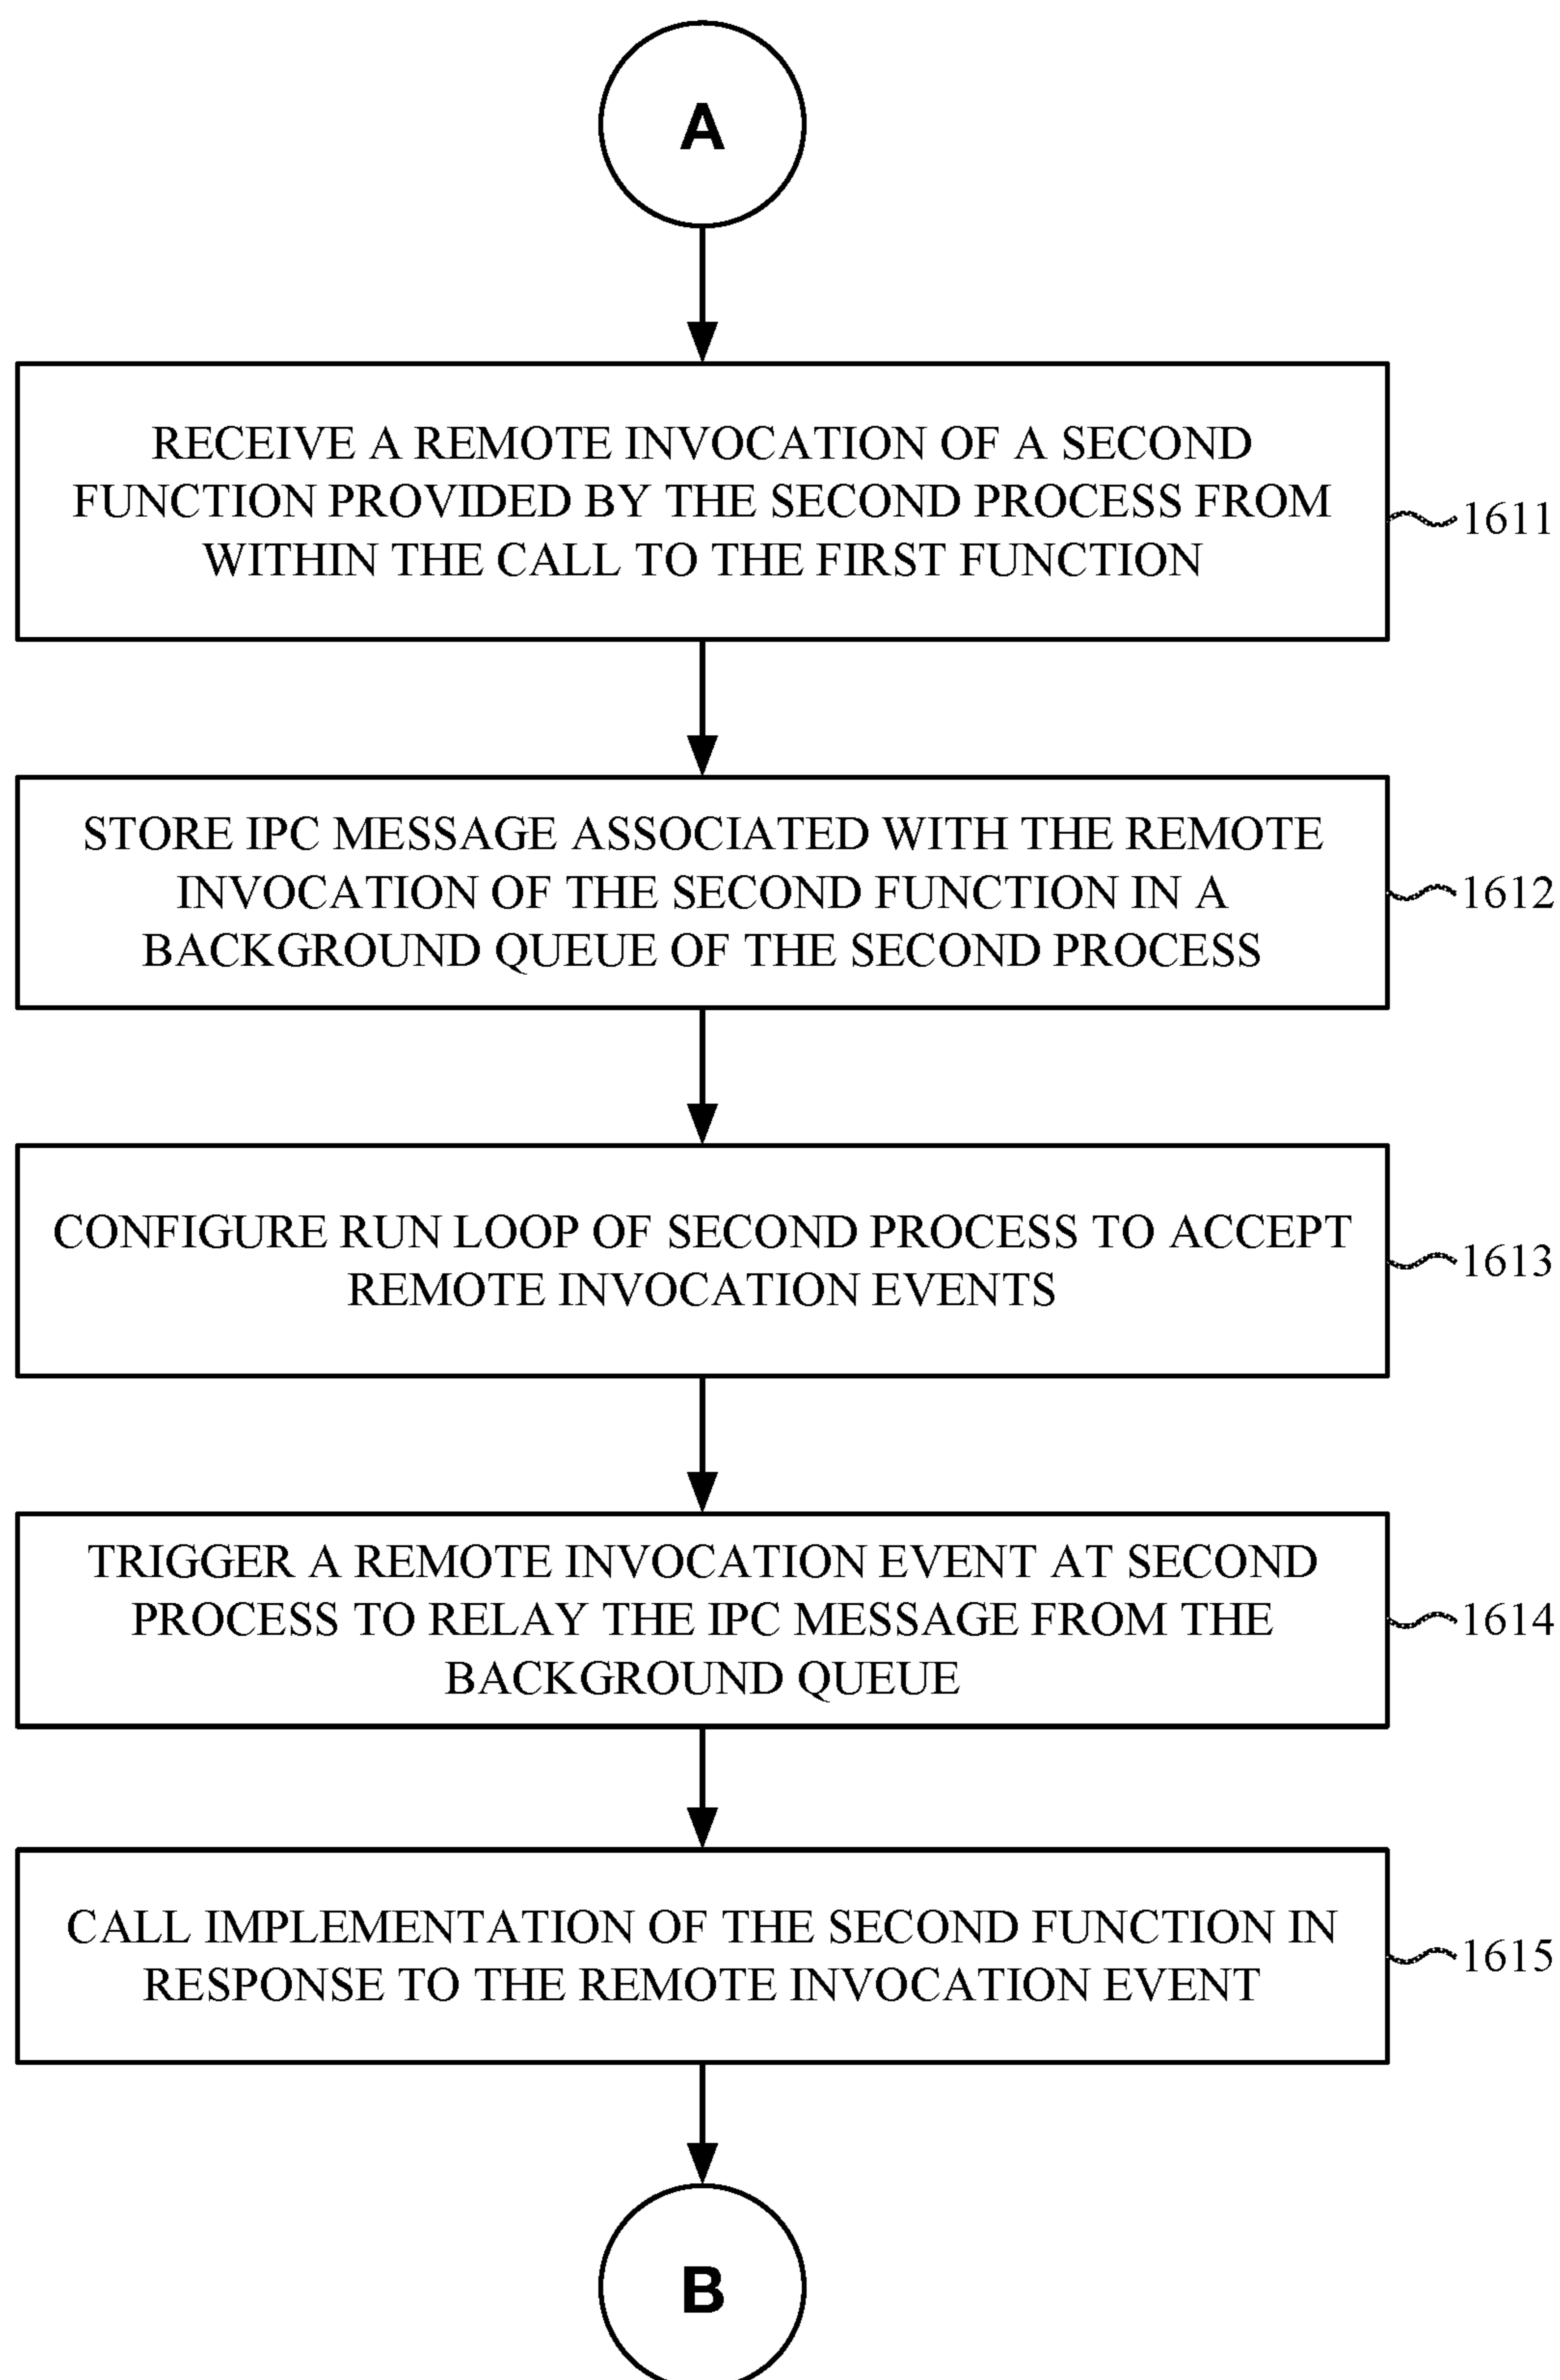 A
RECEIVE A REMOTE INVOCATION OF A SECOND
FUNCTION PROVIDED BY THE SECOND PROCESS FROM
WITHIN THE CALL TO THE FIRST FUNCTION
1611
STORE IPC MESSAGE ASSOCIATED WITH THE REMOTE
INVOCATION OF THE SECOND FUNCTION IN A
BACKGROUND QUEUE OF THE SECOND PROCESS
1612
CONFIGURE RUN LOOP OF SECOND PROCESS TO ACCEPT
REMOTE INVOCATION EVENTS
1613
TRIGGER A REMOTE INVOCATION EVENT AT SECOND
PROCESS TO RELAY THE IPC MESSAGE FROM THE
BACKGROUND QUEUE
1614
CALL IMPLEMENTATION OF THE SECOND FUNCTION IN
RESPONSE TO THE REMOTE INVOCATION EVENT
1615
B